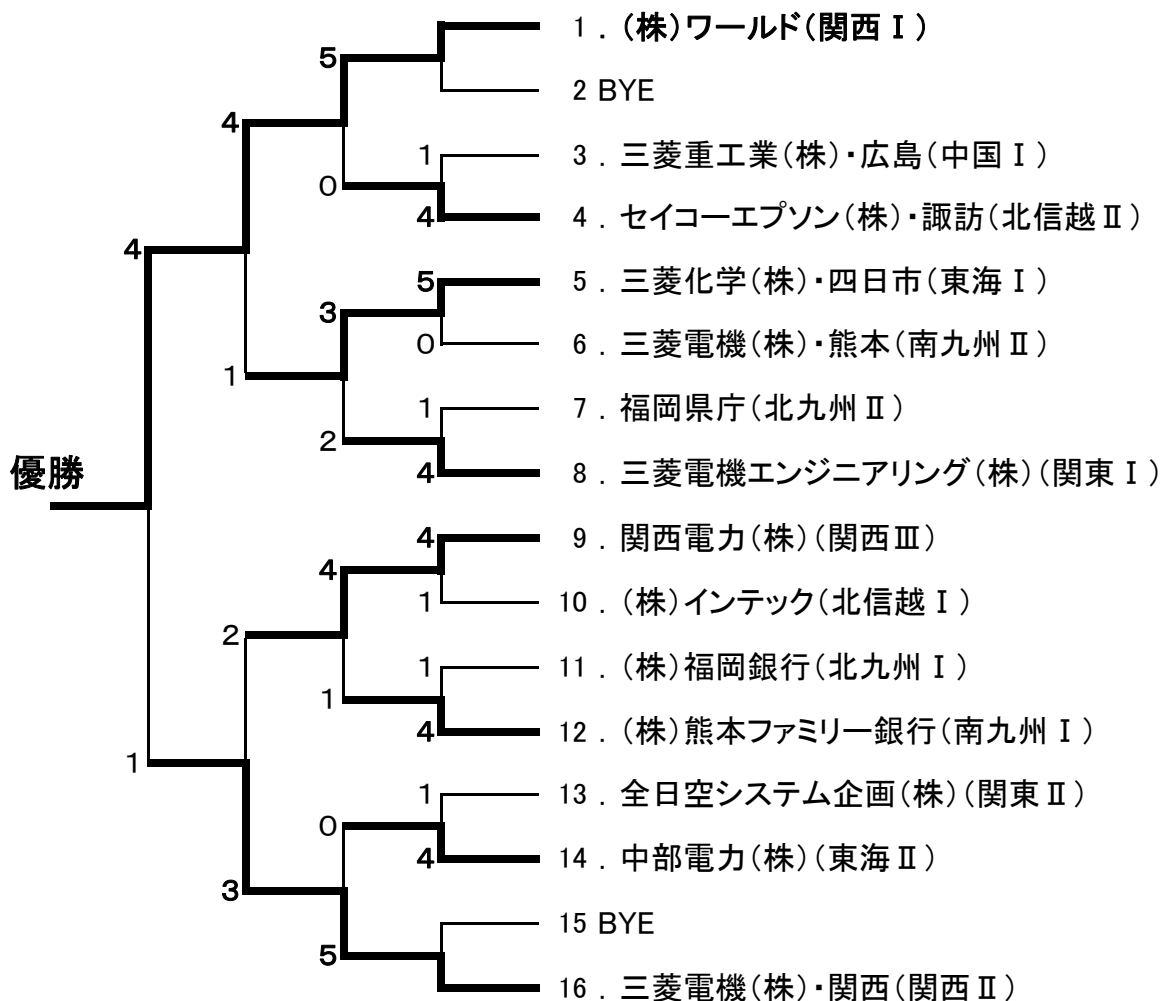 1 . (株)ワールド(関西Ⅰ)
5
2 BYE
4
1
3 . 三菱重工業(株)・広島(中国Ⅰ)
0
4
4 . セイコーエプソン(株)・諏訪(北信越Ⅱ)
4
5
5 . 三菱化学(株)・四日市(東海Ⅰ)
3
0
6 . 三菱電機(株)・熊本(南九州Ⅱ)
1
1
7 . 福岡県庁(北九州Ⅱ)
2
4
8 . 三菱電機エンジニアリング(株)(関東Ⅰ)
優勝
4
9 . 関西電力(株)(関西Ⅲ)
4
1
10 . (株)インテック(北信越Ⅰ)
2
1
11 . (株)福岡銀行(北九州Ⅰ)
1
4
12 . (株)熊本ファミリー銀行(南九州Ⅰ)
1
1
13 . 全日空システム企画(株)(関東Ⅱ)
0
4
14 . 中部電力(株)(東海Ⅱ)
3
15 BYE
5
16 . 三菱電機(株)・関西(関西Ⅱ)